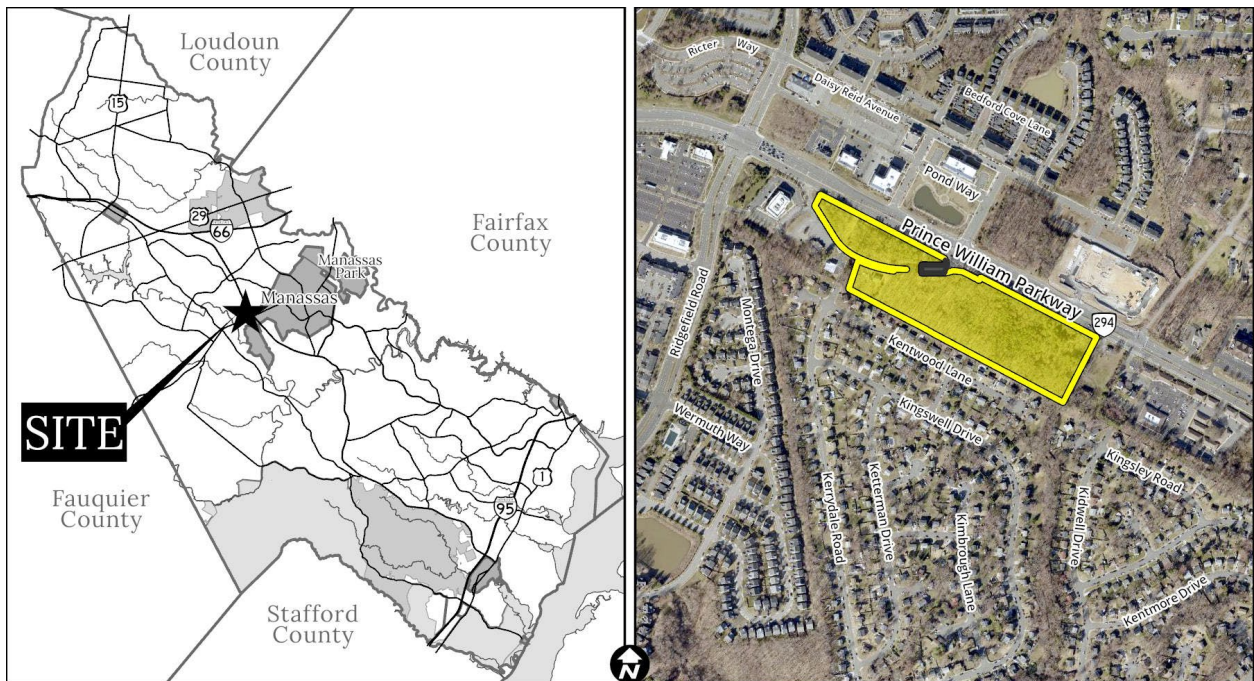 Loudoun
County
15
29
66
Fairfax
County
Manassas
Park
Manassas
SITE
Fauquier
County
1
95
Stafford
County
N
Ricter Way
Daisy Reid Avenue
Bedford Cove Lane
Pond Way
Prince William Parkway
294
Ridgefield Road
Montega Drive
Kentwood Lane
Kingswell Drive
Wermuth Way
Kerrydale Road
Ketterman Drive
Kimbrough Lane
Kingsley Road
Kidwell Drive
Kentmore Drive